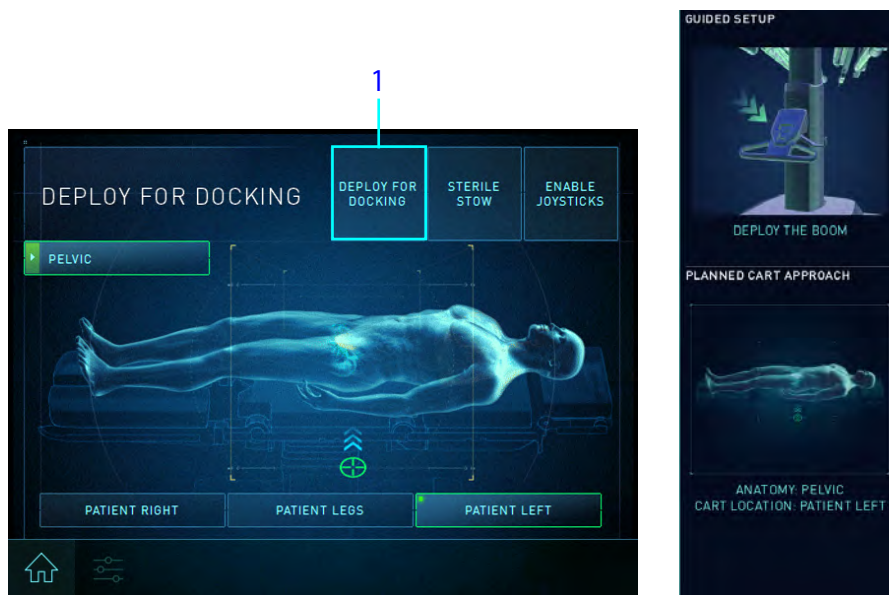 1
DEPLOY FOR DOCKING
DEPLOY FOR
DOCKING
STERILE
STOW
ENABLE
JOYSTICKS
PELVIC
PATIENT RIGHT
PATIENT LEGS
PATIENT LEFT
GUIDED SETUP
DEPLOY THE BOOM
PLANNED CART APPROACH
ANATOMY: PELVIC
CART LOCATION: PATIENT LEFT